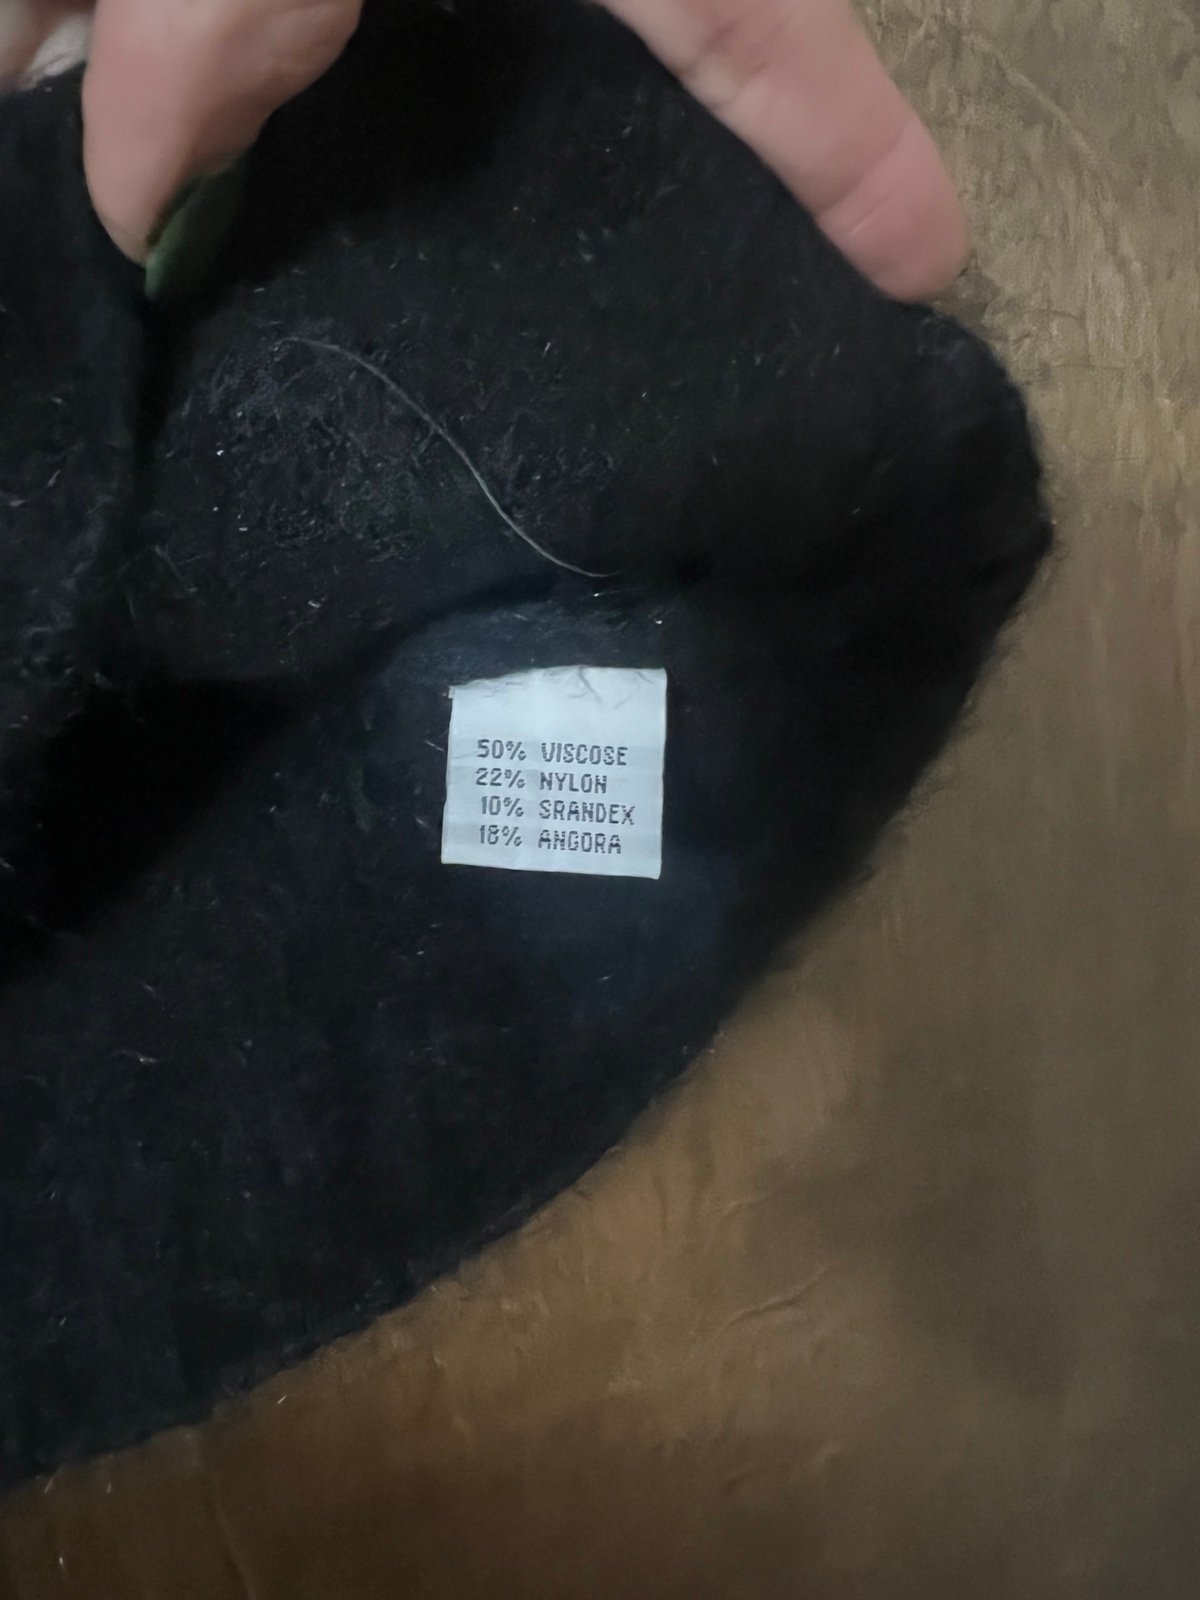 50% VISCOSE
22% NYLON
10% SRANDEX
18% ANGORA